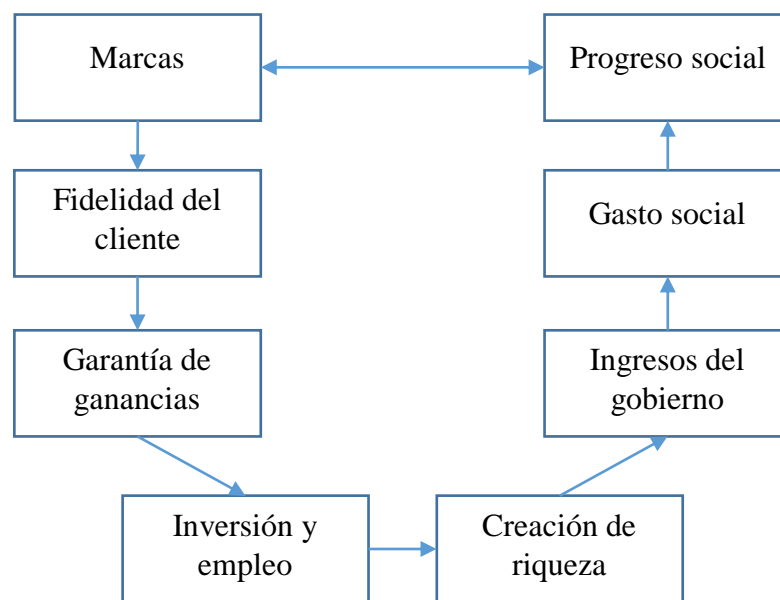 Marcas
Progreso social
Fidelidad del
cliente
Gasto social
Garantía de
ganancias
Ingresos del
gobierno
Inversión y
empleo
Creación de
riqueza